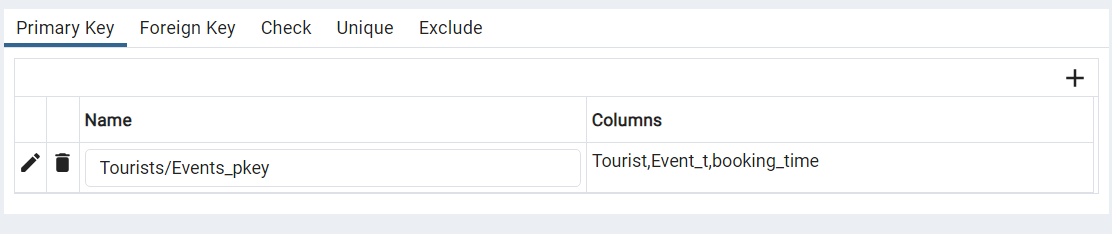 Primary Key Foreign Key Check Unique Exclude
Name Columns
Tourists/Events_pkey Tourist,Event_t,booking_time